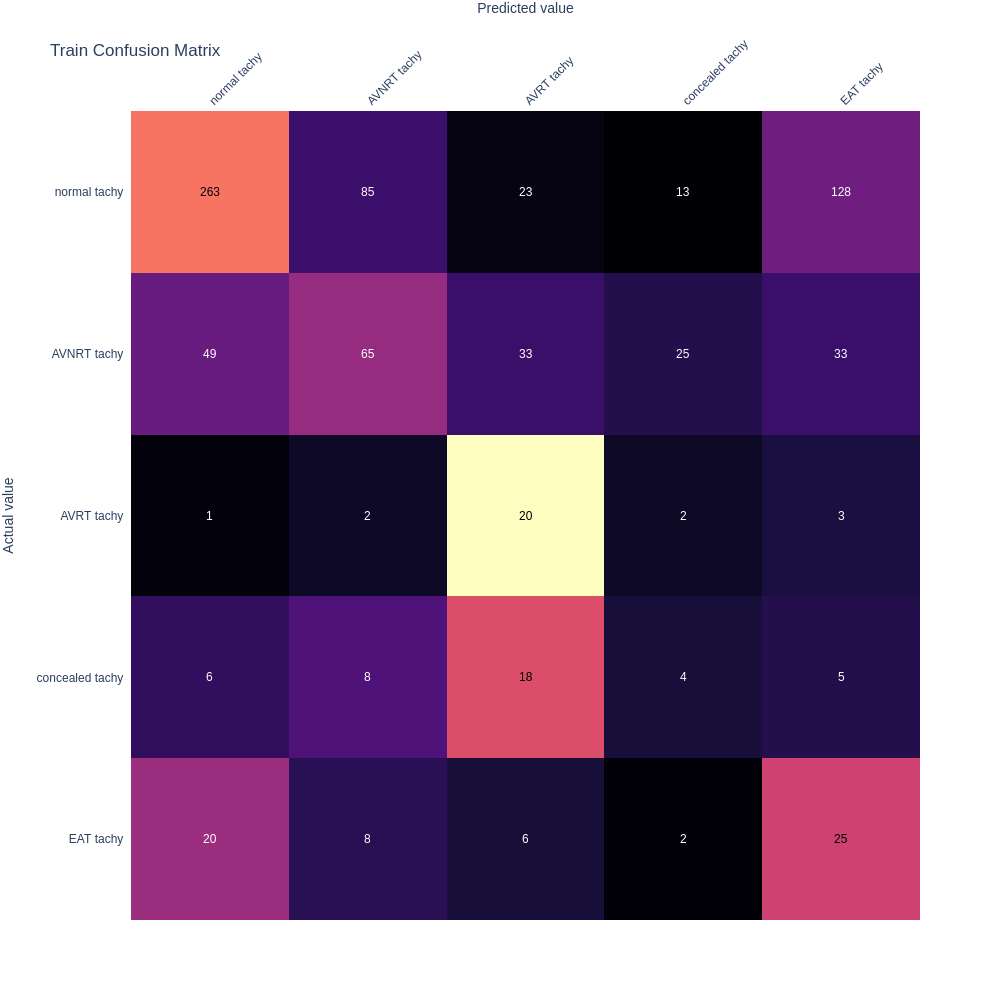 Predicted value
Train Confusion Matrix
normal tachy
AVNRT tachy
AVRT tachy
concealed tachy
EAT tachy
normal tachy 263 85 23 13 128
AVNRT tachy 49 65 33 25 33
AVRT tachy 1 2 20 2 3
concealed tachy 6 8 18 4 5
EAT tachy 20 8 6 2 25
Actual value